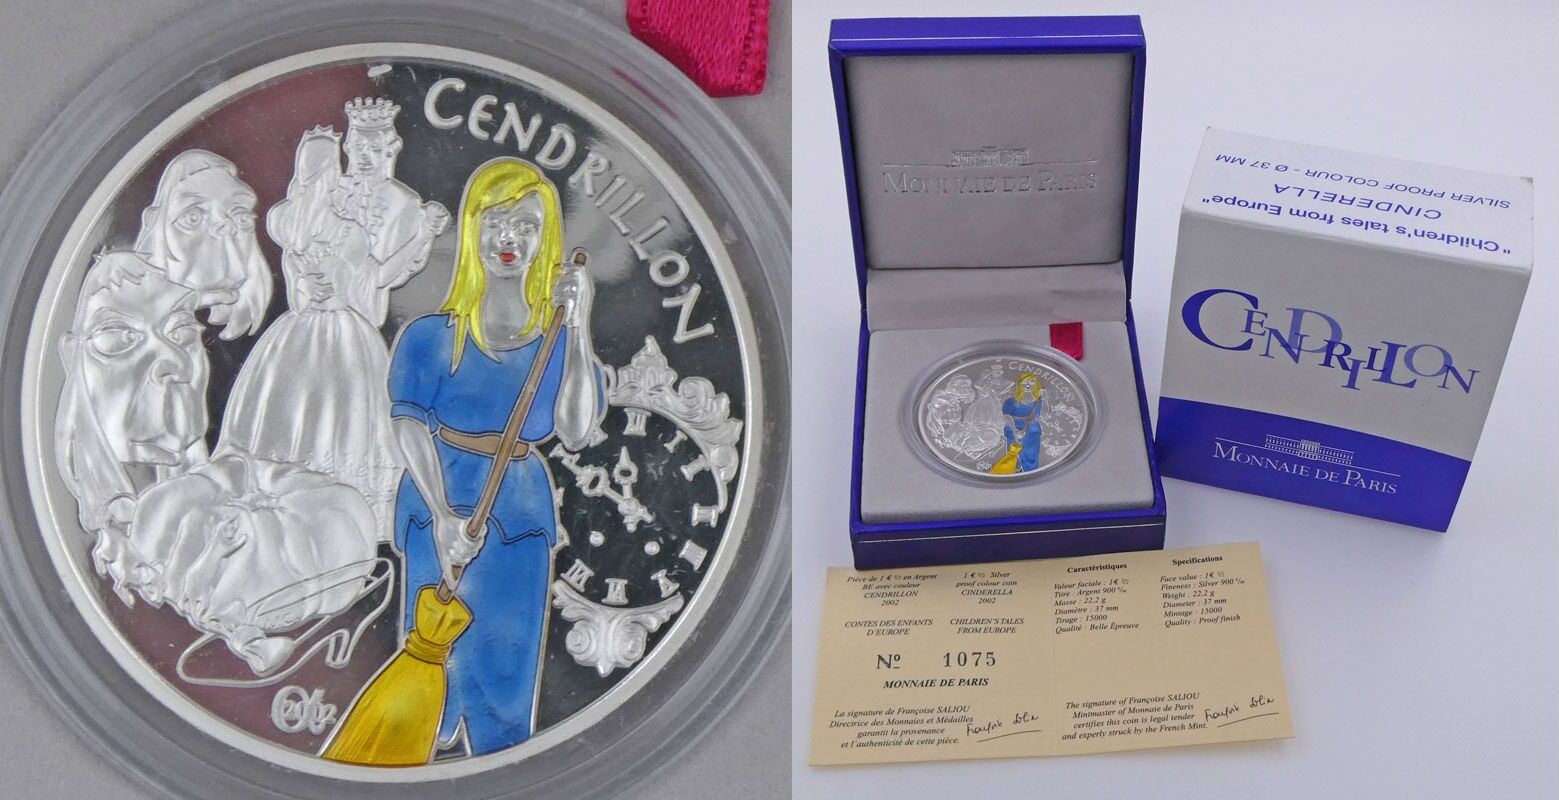 CENDRILLON
2002
MONNAIE DE PARIS
CENDRILLON
"Children's tales from Europe"
CINDERELLA
SILVER PROOF COLOUR - Ø 37 MM
CENDRILLON
MONNAIE DE PARIS
Pièce de 1 € ½ en Argent
BE avec couleur
CENDRILLON
2002
CONTES DES ENFANTS
D'EUROPE
1 € ½ Silver
proof colour coin
CINDERELLA
2002
CHILDREN'S TALES
FROM EUROPE
Nº 1075
MONNAIE DE PARIS
La signature de Françoise SALIOU
Directrice des Monnaies et Médailles
garantit la provenance
et l'authenticité de cette pièce.
Caractéristiques
Valeur faciale : 1 € ½
Titre : Argent 900 º/ºº
Masse : 22,2 g
Diamètre : 37 mm
Tirage : 15000
Qualité : Belle Épreuve
Specifications
Face value : 1 € ½
Fineness : Silver 900 º/ºº
Weight : 22,2 g
Diameter : 37 mm
Mintage : 15000
Quality : Proof finish
The signature of Françoise SALIOU
Mintmaster of Monnaie de Paris
certifies this coin is legal tender
and experly struck by the French Mint.